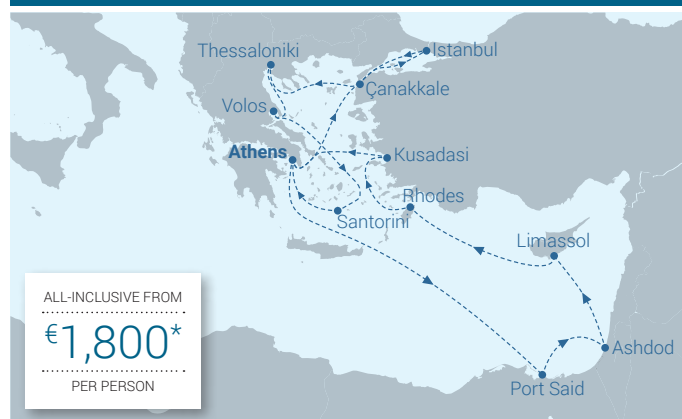 Thessaloniki
Istanbul
Çanakkale
Volos
Athens
Kusadasi
Rhodes
Santorini
Limassol
ALL-INCLUSIVE FROM
€1,800*
PER PERSON
Ashdod
Port Said